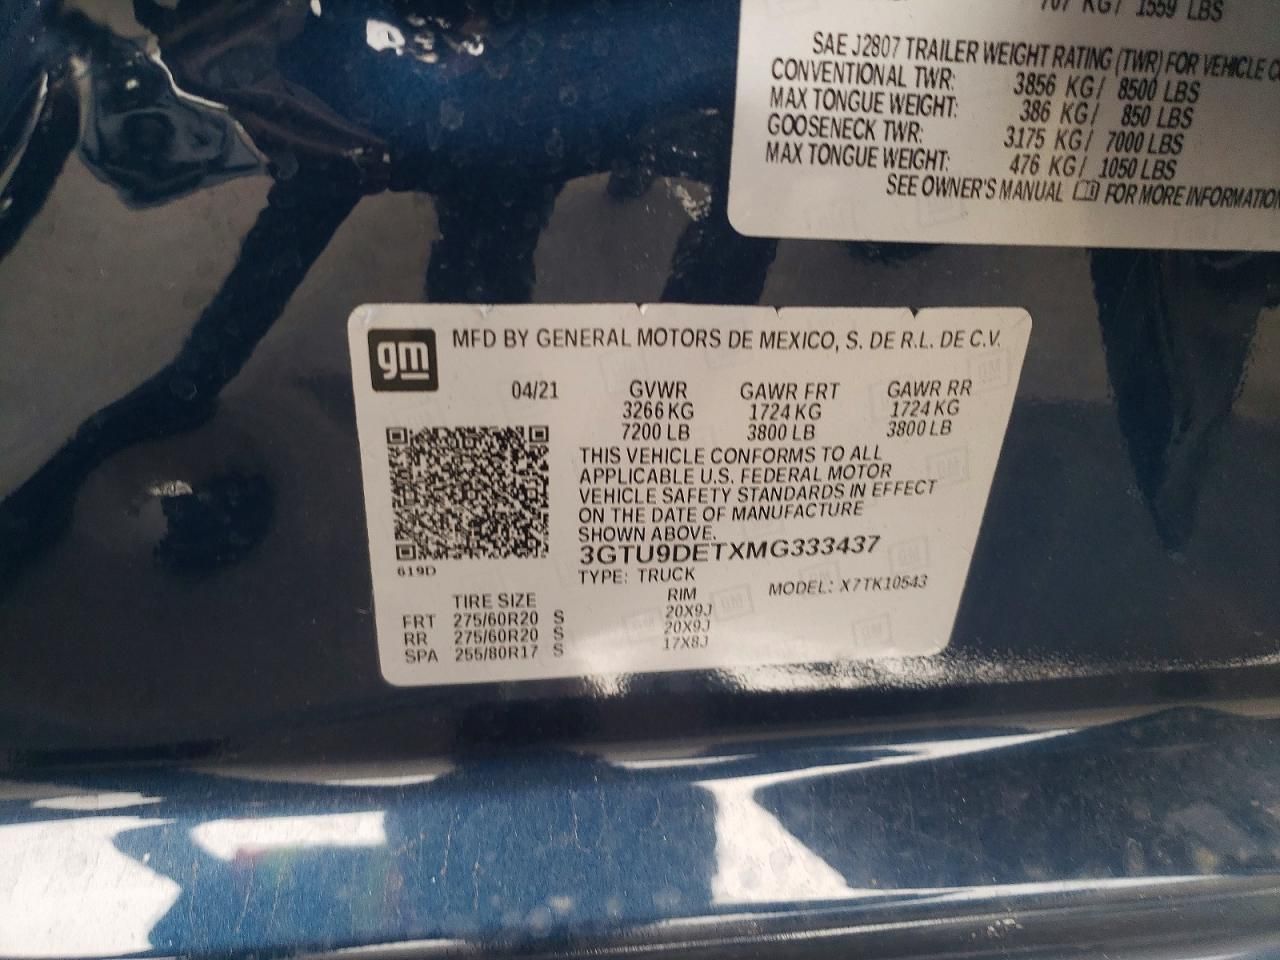 707 KG/ 1559 LBS
SAE J2807 TRAILER WEIGHT RATING (TWR) FOR VEHICLE
CONVENTIONAL TWR: 3856 KG/ 8500 LBS
MAX TONGUE WEIGHT: 386 KG/ 850 LBS
GOOSENECK TWR: 3175 KG/ 7000 LBS
MAX TONGUE WEIGHT: 476 KG/ 1050 LBS
SEE OWNER'S MANUAL FOR MORE INFORMATION
gm
MFD BY GENERAL MOTORS DE MEXICO, S. DE R.L. DE C.V.
04/21 GVWR GAWR FRT GAWR RR
3266 KG 1724 KG 1724 KG
7200 LB 3800 LB 3800 LB
THIS VEHICLE CONFORMS TO ALL
APPLICABLE U.S. FEDERAL MOTOR
VEHICLE SAFETY STANDARDS IN EFFECT
ON THE DATE OF MANUFACTURE
SHOWN ABOVE.
3GTU9DETXMG333437
619D
TYPE: TRUCK MODEL: X7TK10543
TIRE SIZE RIM
FRT 275/60R20 S 20X9J
RR 275/60R20 S 20X9J
SPA 255/80R17 S 17X8J